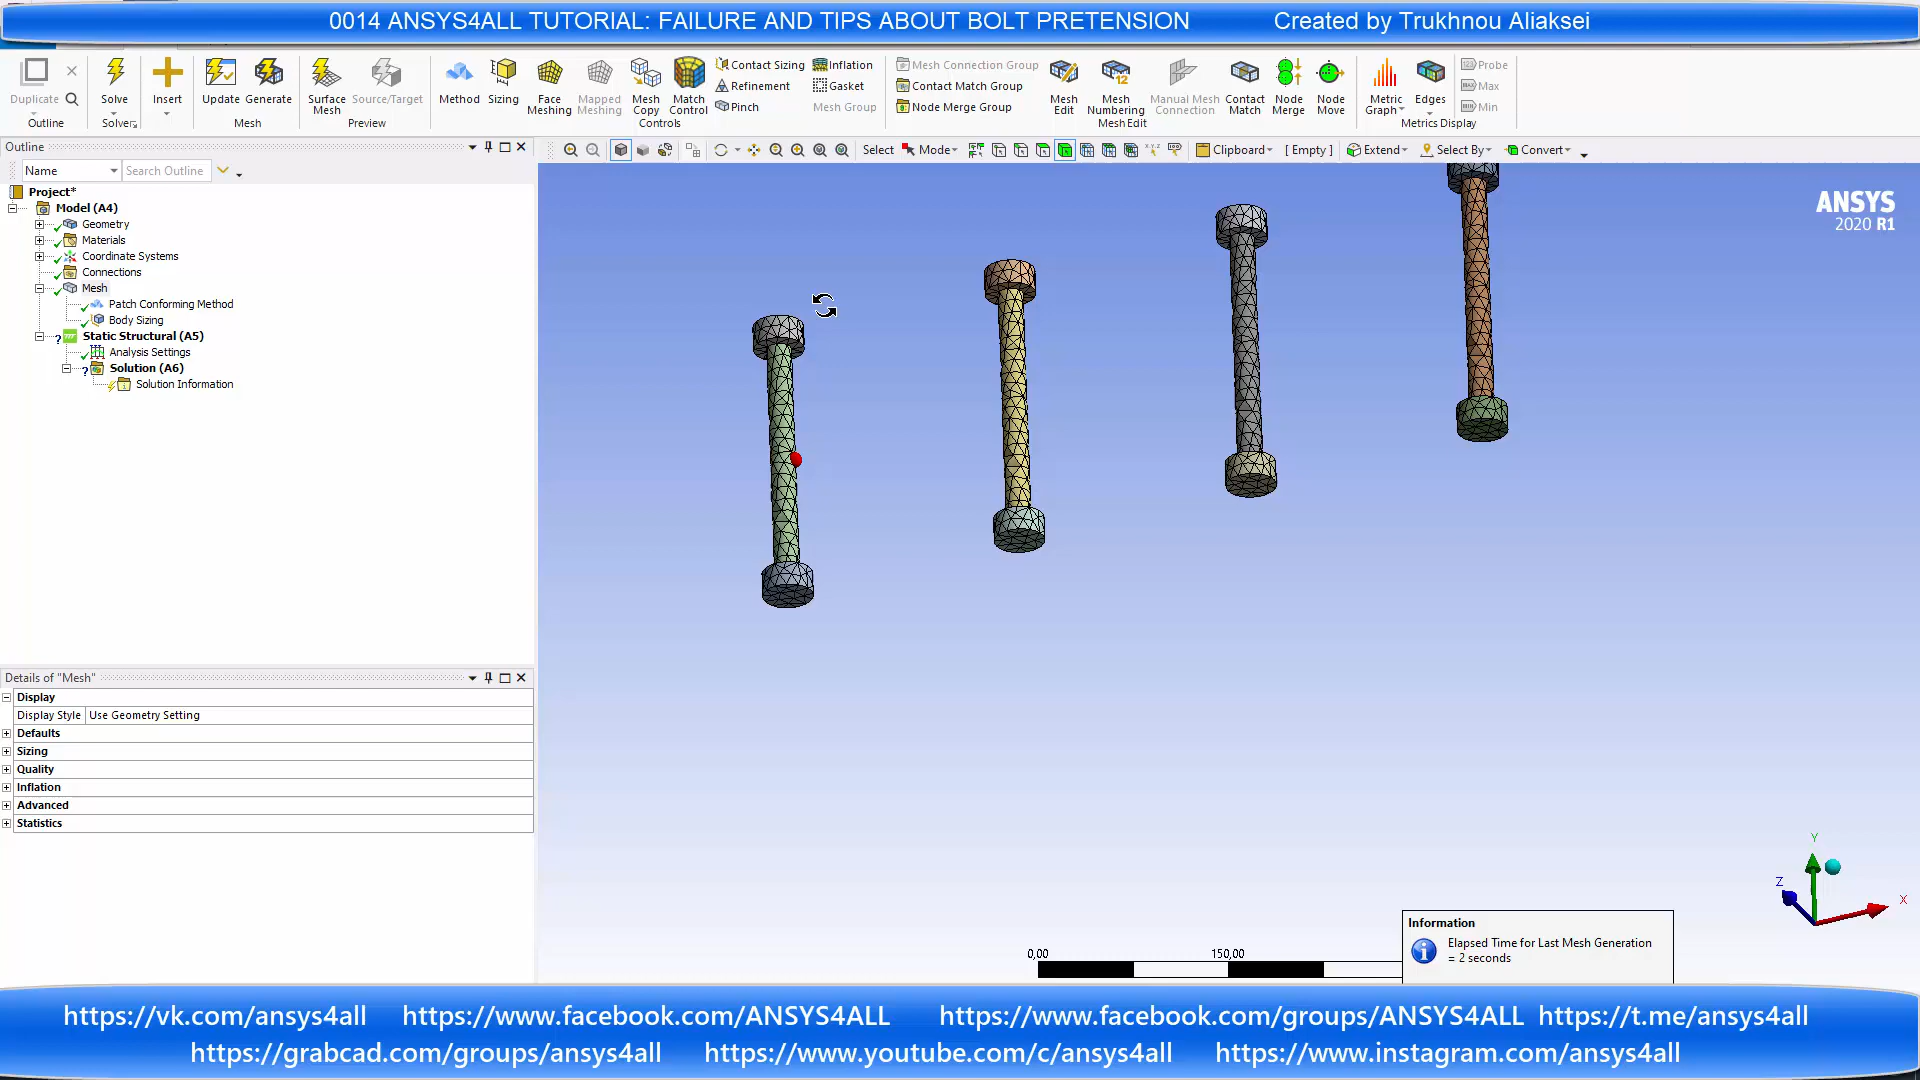 0014 ANSYS4ALL TUTORIAL: FAILURE AND TIPS ABOUT BOLT PRETENSION Created by Trukhnou Aliaksei
Duplicate
Outline
Solve
Solver
Insert
Update Generate
Mesh
Surface Mesh
Source/Target
Preview
Method Sizing
Face Meshing
Mapped Meshing
Mesh Copy
Match Control
Contact Sizing
Refinement
Pinch
Inflation
Gasket
Mesh Group
Controls
Mesh Connection Group
Contact Match Group
Node Merge Group
Mesh Edit
Mesh Numbering
Manual Mesh Connection
Contact Match
Node Merge
Node Move
Mesh Edit
Metric Graph
Edges
Probe
Max
Min
Metrics Display
Outline
Name Search Outline
Project*
Model (A4)
Geometry
Materials
Coordinate Systems
Connections
Mesh
Patch Conforming Method
Body Sizing
Static Structural (A5)
Analysis Settings
Solution (A6)
Solution Information
Select Mode Clipboard [ Empty ] Extend Select By Convert
ANSYS
2020 R1
Details of "Mesh"
Display
Display Style Use Geometry Setting
Defaults
Sizing
Quality
Inflation
Advanced
Statistics
Y
Z
X
0,00 150,00
Information
Elapsed Time for Last Mesh Generation
= 2 seconds
https://vk.com/ansys4all https://www.facebook.com/ANSYS4ALL https://www.facebook.com/groups/ANSYS4ALL https://t.me/ansys4all
https://grabcad.com/groups/ansys4all https://www.youtube.com/c/ansys4all https://www.instagram.com/ansys4all